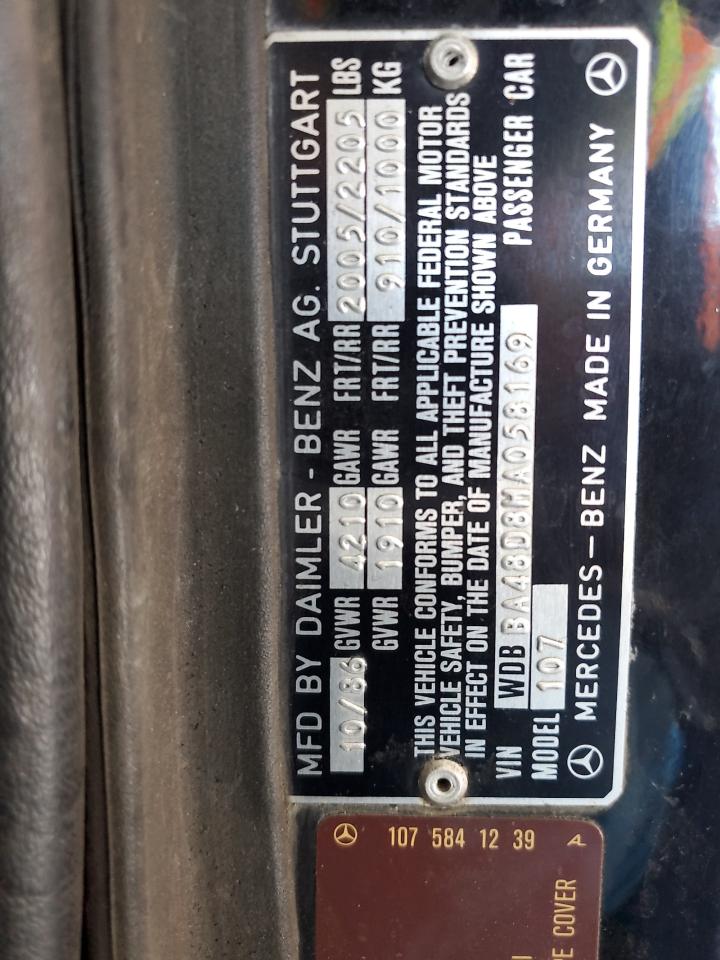 MFD BY DAIMLER - BENZ AG. STUTTGART
10/86 GVWR 4210 GAWR FRT/RR 2005/2205 LBS
GVWR 1910 GAWR FRT/RR 910/1000 KG
THIS VEHICLE CONFORMS TO ALL APPLICABLE FEDERAL MOTOR
VEHICLE SAFETY, BUMPER, AND THEFT PREVENTION STANDARDS
IN EFFECT ON THE DATE OF MANUFACTURE SHOWN ABOVE
VIN WDB BA48D8MA058169 PASSENGER CAR
MODEL 107
MERCEDES-BENZ MADE IN GERMANY
107 584 12 39 A
COVER